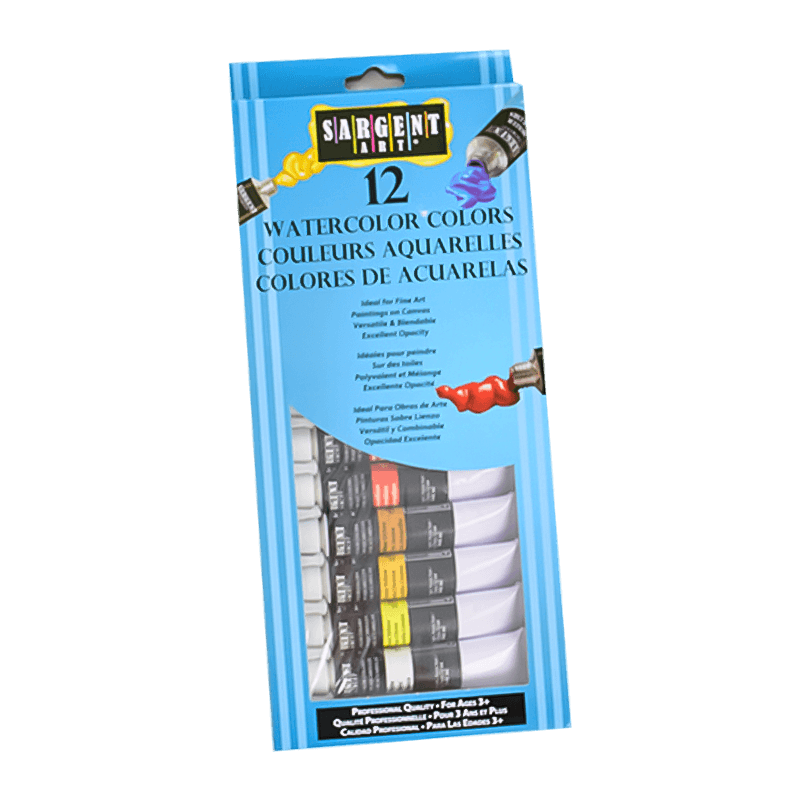 SARGENT
ART
12
WATERCOLOR COLORS
COULEURS AQUARELLES
COLORES DE ACUARELAS
Ideal for Fine Art
Paintings on Canvas
Versatile & Blendable
Excellent Opacity
Idéales pour peindre
Sur des toiles
Polyvalent et Mélange
Excellente Opacité
Ideal Para Obras de Arte
Pinturas Sobre Lienzo
Versátil y Combinable
Opacidad Excelente
PROFESSIONAL QUALITY • FOR AGES 3+
QUALITÉ PROFESSIONNELLE • POUR 3 ANS ET PLUS
CALIDAD PROFESIONAL • PARA LAS EDADES 3+